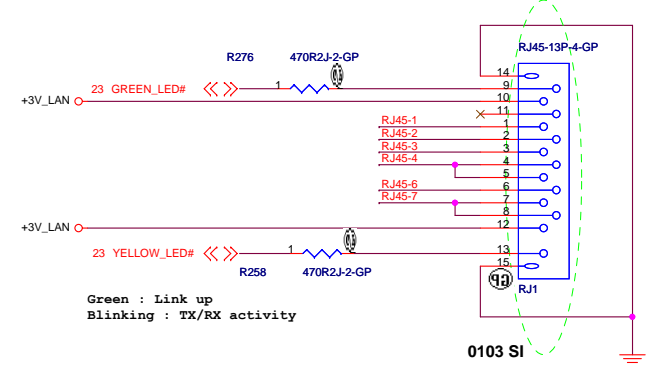 RJ45-13P-4-GP
R276 470R2J-2-GP
14
23 GREEN_LED# 1 9
+3V_LAN 10
11
RJ45-1 1
RJ45-2 2
RJ45-3 3
RJ45-4 4
5
RJ45-6 6
RJ45-7 7
8
+3V_LAN 12
23 YELLOW_LED# 1 13
15
R258 470R2J-2-GP
GP
RJ1
Green : Link up
Blinking : TX/RX activity
0103 SI